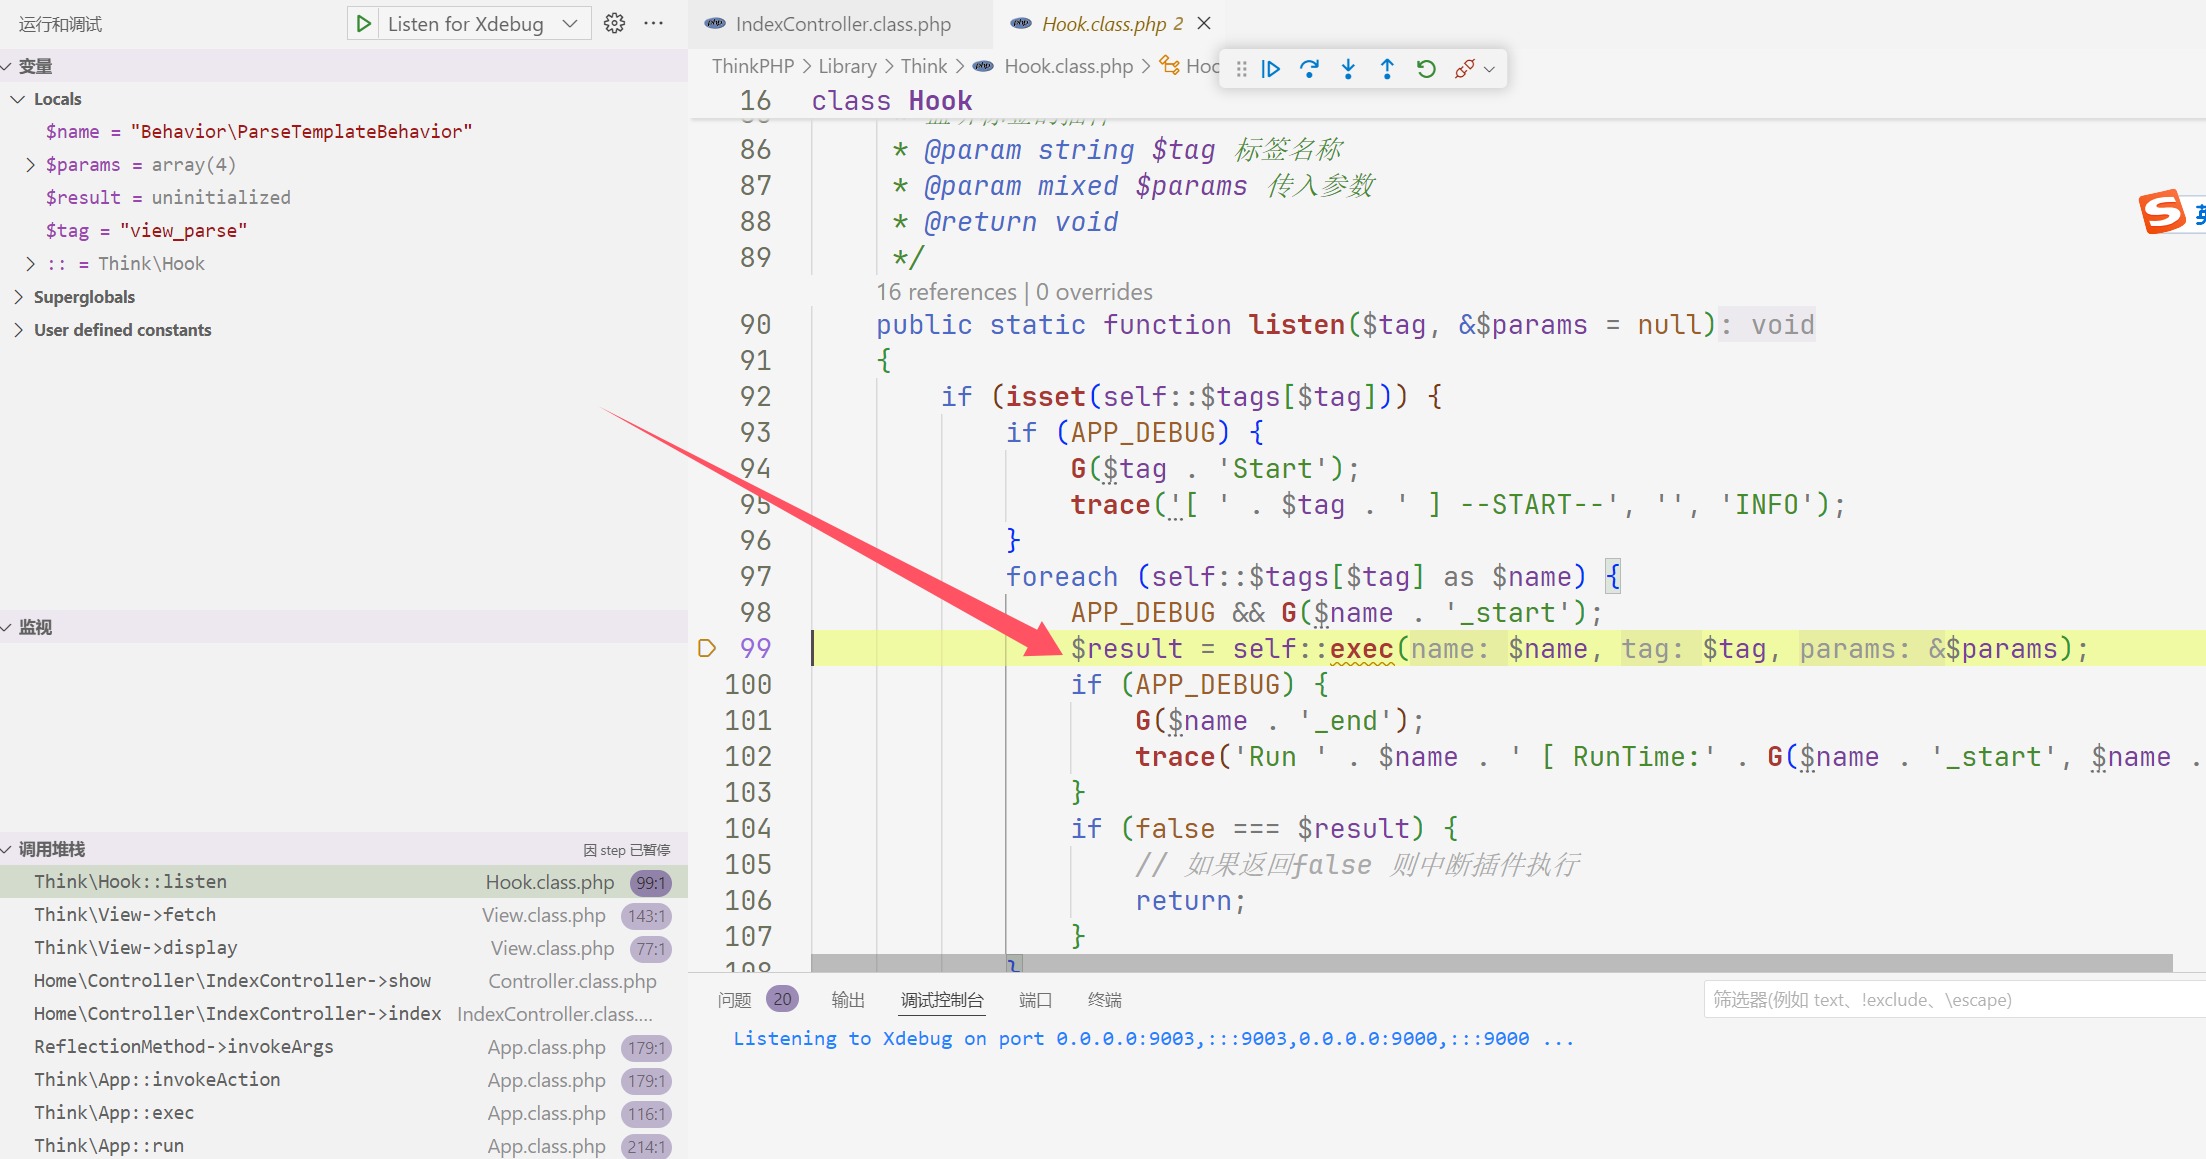 运行和调试
Listen for Xdebug
变量
Locals
$name = "Behavior\ParseTemplateBehavior"
$params = array(4)
$result = uninitialized
$tag = "view_parse"
:: = Think\Hook
Superglobals
User defined constants
监视
调用堆栈
因 step 已暂停
Think\Hook::listen Hook.class.php 99:1
Think\View->fetch View.class.php 143:1
Think\View->display View.class.php 77:1
Home\Controller\IndexController->show Controller.class.php
Home\Controller\IndexController->index IndexController.class....
ReflectionMethod->invokeArgs App.class.php 179:1
Think\App::invokeAction App.class.php 179:1
Think\App::exec App.class.php 116:1
Think\App::run App.class.php 214:1
IndexController.class.php
Hook.class.php 2
ThinkPHP > Library > Think > Hook.class.php > Hoo
16 class Hook
86 * @param string $tag 标签名称
87 * @param mixed $params 传入参数
88 * @return void
89 */
16 references | 0 overrides
90 public static function listen($tag, &$params = null): void
91 {
92 if (isset(self::$tags[$tag])) {
93 if (APP_DEBUG) {
94 G($tag . 'Start');
95 trace('[ ' . $tag . ' ] --START--', '', 'INFO');
96 }
97 foreach (self::$tags[$tag] as $name) {
98 APP_DEBUG && G($name . '_start');
99 $result = self::exec(name: $name, tag: $tag, params: &$params);
100 if (APP_DEBUG) {
101 G($name . '_end');
102 trace('Run ' . $name . ' [ RunTime:' . G($name . '_start', $name .
103 }
104 if (false === $result) {
105 // 如果返回false 则中断插件执行
106 return;
107 }
108 }
问题 20 输出 调试控制台 端口 终端
筛选器(例如 text、!exclude、\escape)
Listening to Xdebug on port 0.0.0.0:9003,:::9003,0.0.0.0:9000,:::9000 ...